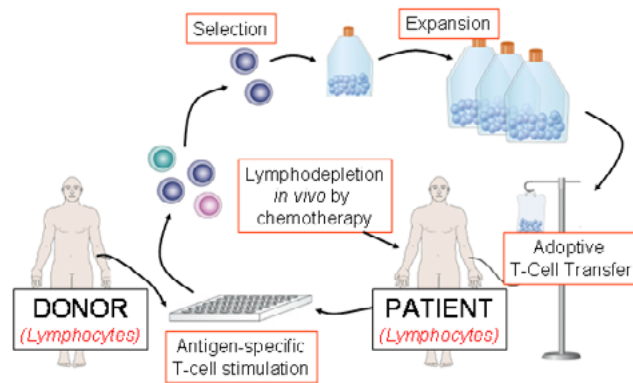 Selection
Expansion
Lymphodepletion
in vivo by
chemotherapy
Adoptive
T-Cell Transfer
DONOR
(Lymphocytes)
PATIENT
(Lymphocytes)
Antigen-specific
T-cell stimulation